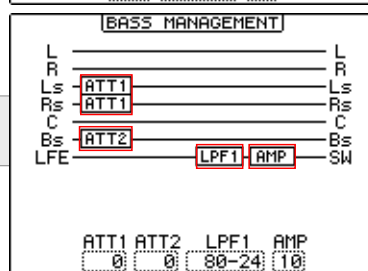 BASS MANAGEMENT
L L
R R
Ls ATT1 Ls
Rs ATT1 Rs
C C
Bs ATT2 Bs
LFE LPF1 AMP SW
ATT1 ATT2 LPF1 AMP
0 0 80-24 10